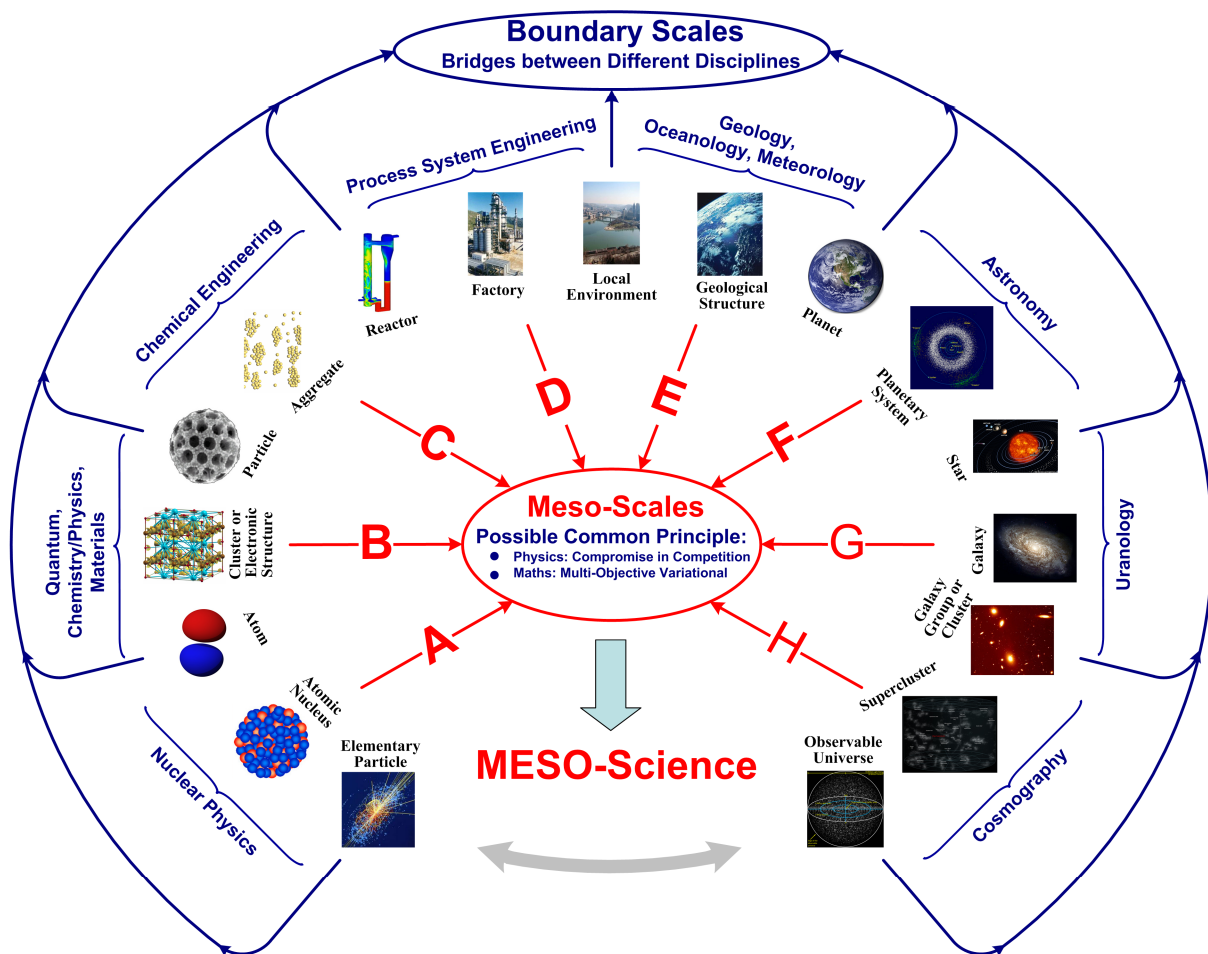 Boundary Scales
Bridges between Different Disciplines
Process System Engineering
Geology,
Oceanology, Meteorology
Chemical Engineering
Astronomy
Quantum,
Chemistry/Physics,
Materials
Uranology
Nuclear Physics
Cosmography
Elementary
Particle
Atomic
Nucleus
Atom
Cluster or
Electronic
Structure
Particle
Aggregate
Reactor
Factory
Local
Environment
Geological
Structure
Planet
Planetary
System
Star
Galaxy
Galaxy
Group or
Cluster
Supercluster
Observable
Universe
A
B
C
D
E
F
G
H
Meso-Scales
Possible Common Principle:
● Physics: Compromise in Competition
● Maths: Multi-Objective Variational
MESO-Science